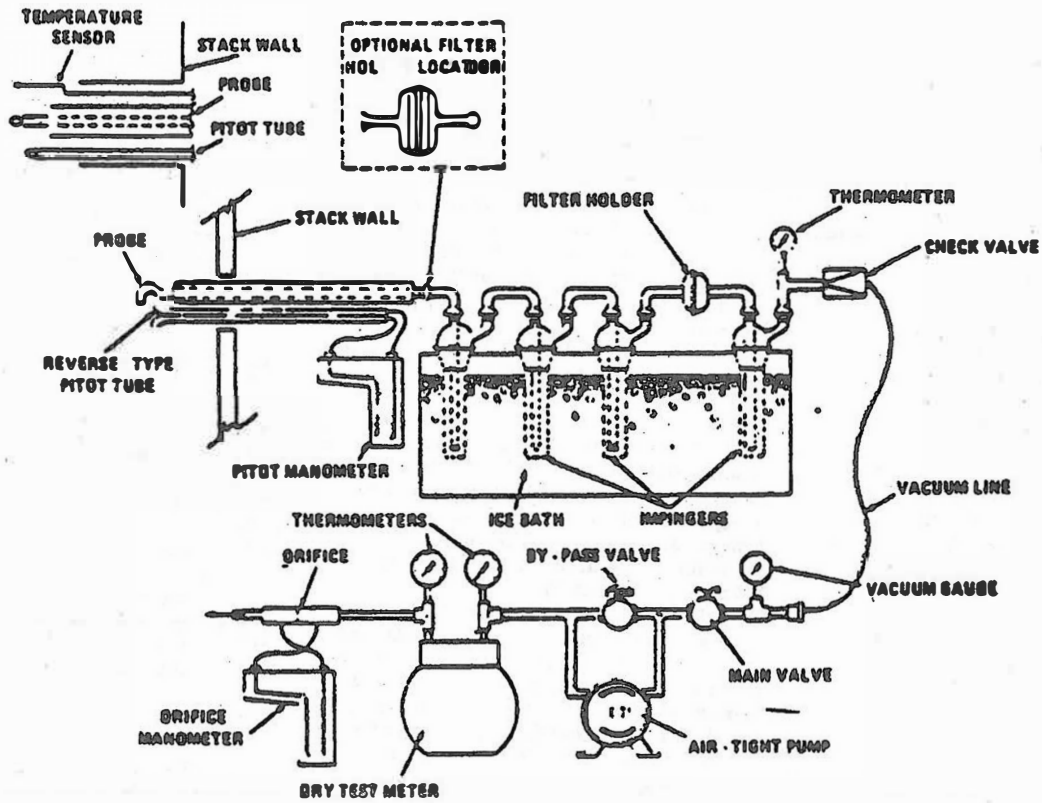 TEMPERATURE
SENSOR
STACK WALL
PROBE
PITOT TUBE
OPTIONAL FILTER
HOL LOCATOOR
STACK WALL
PROBE
REVERSE TYPE
PITOT TUBE
PITOT MANOMETER
FILTER HOLDER
THERMOMETER
CHECK VALVE
ICE BATH
IMPINGERS
VACUUM LINE
THERMOMETERS
ORIFICE
BY-PASS VALVE
VACUUM GAUGE
MAIN VALVE
ORIFICE
MANOMETER
AIR-TIGHT PUMP
DRY TEST METER